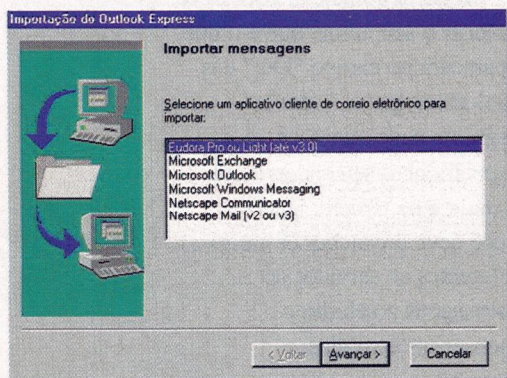 Importação do Outlook Express
Importar mensagens
Selecione um aplicativo cliente de correio eletrônico para
importar:
Eudora Pro ou Light (até v3.0)
Microsoft Exchange
Microsoft Outlook
Microsoft Windows Messaging
Netscape Communicator
Netscape Mail (v2 ou v3)
< Voltar
Avançar >
Cancelar